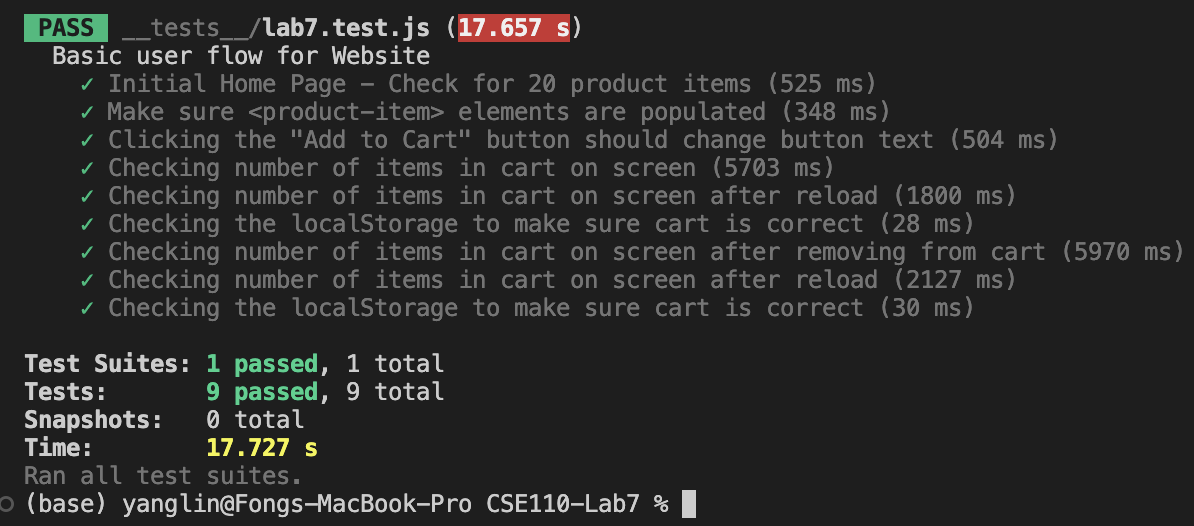 PASS __tests__/lab7.test.js (17.657 s)
Basic user flow for Website
✓ Initial Home Page – Check for 20 product items (525 ms)
✓ Make sure <product-item> elements are populated (348 ms)
✓ Clicking the "Add to Cart" button should change button text (504 ms)
✓ Checking number of items in cart on screen (5703 ms)
✓ Checking number of items in cart on screen after reload (1800 ms)
✓ Checking the localStorage to make sure cart is correct (28 ms)
✓ Checking number of items in cart on screen after removing from cart (5970 ms)
✓ Checking number of items in cart on screen after reload (2127 ms)
✓ Checking the localStorage to make sure cart is correct (30 ms)
Test Suites: 1 passed, 1 total
Tests: 9 passed, 9 total
Snapshots: 0 total
Time: 17.727 s
Ran all test suites.
(base) yanglin@Fongs-MacBook-Pro CSE110-Lab7 %